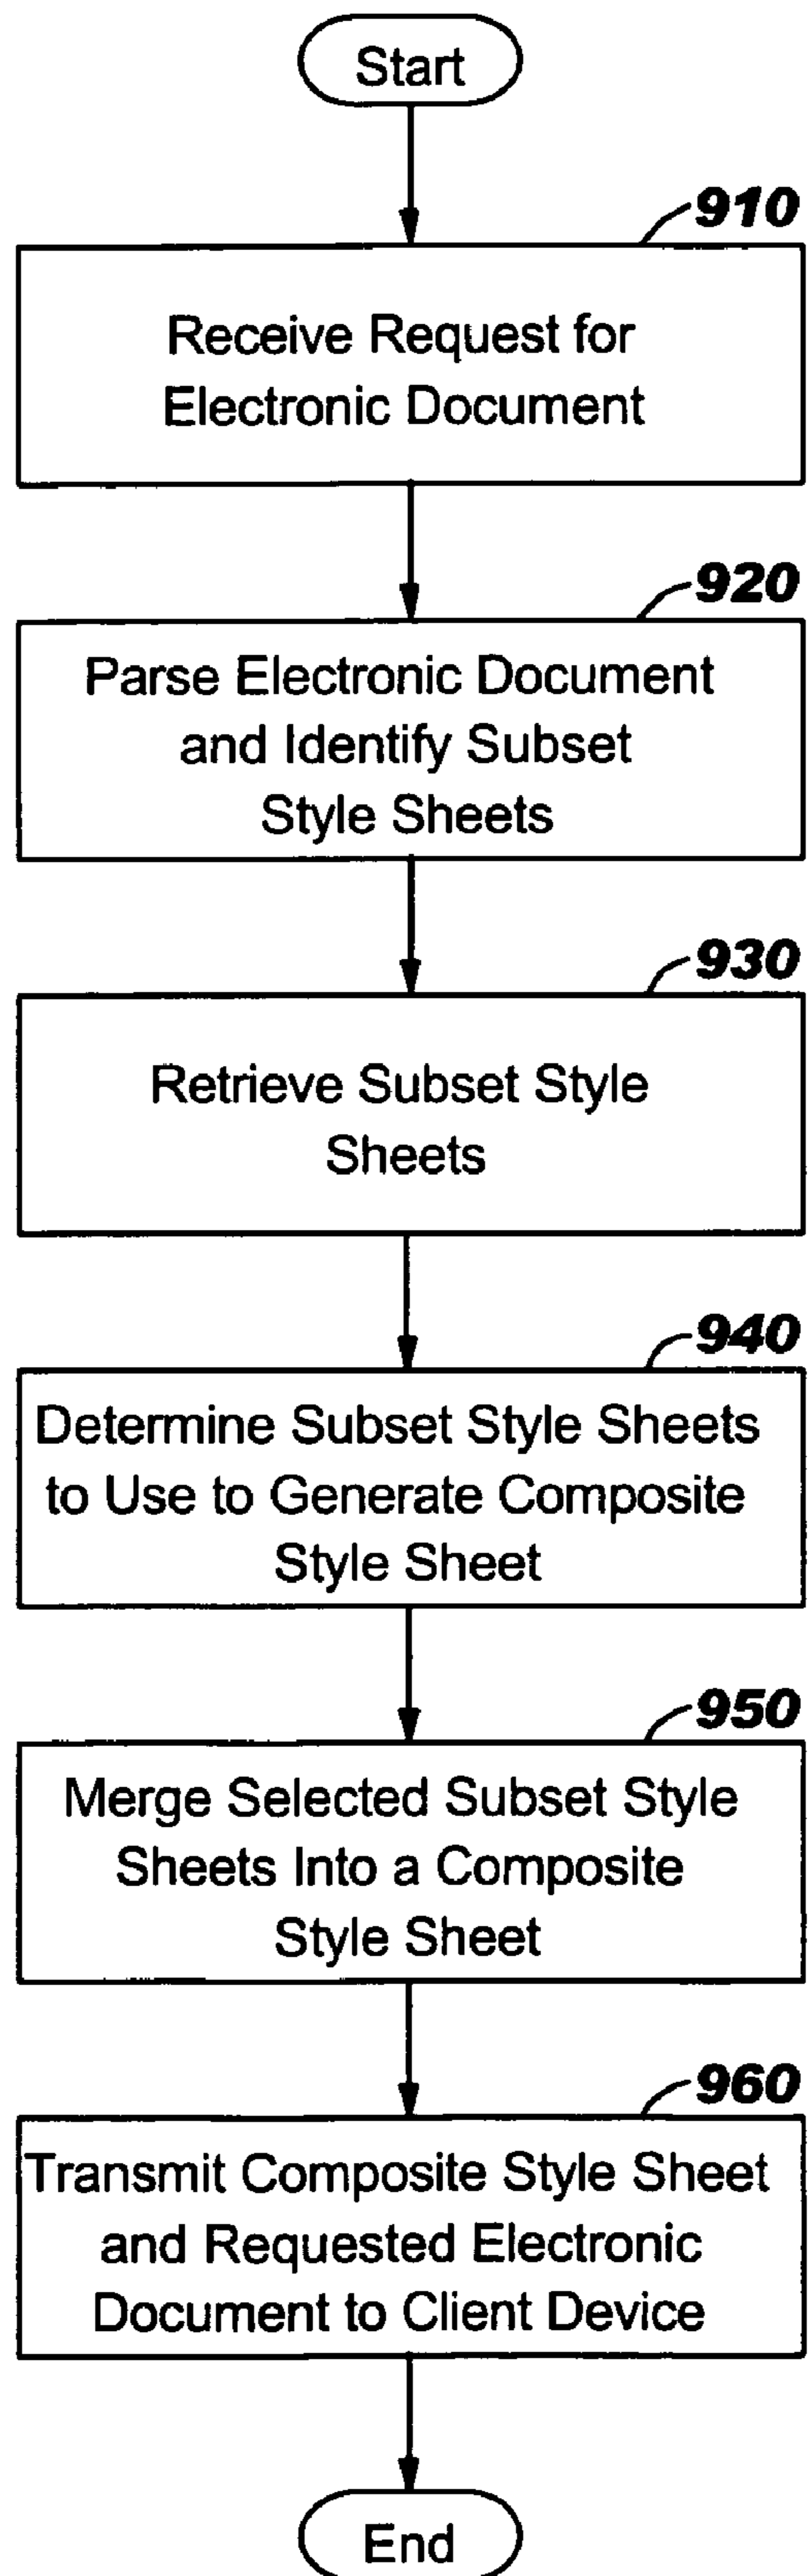 Start
910
Receive Request for
Electronic Document
920
Parse Electronic Document
and Identify Subset
Style Sheets
930
Retrieve Subset Style
Sheets
940
Determine Subset Style Sheets
to Use to Generate Composite
Style Sheet
950
Merge Selected Subset Style
Sheets Into a Composite
Style Sheet
960
Transmit Composite Style Sheet
and Requested Electronic
Document to Client Device
End